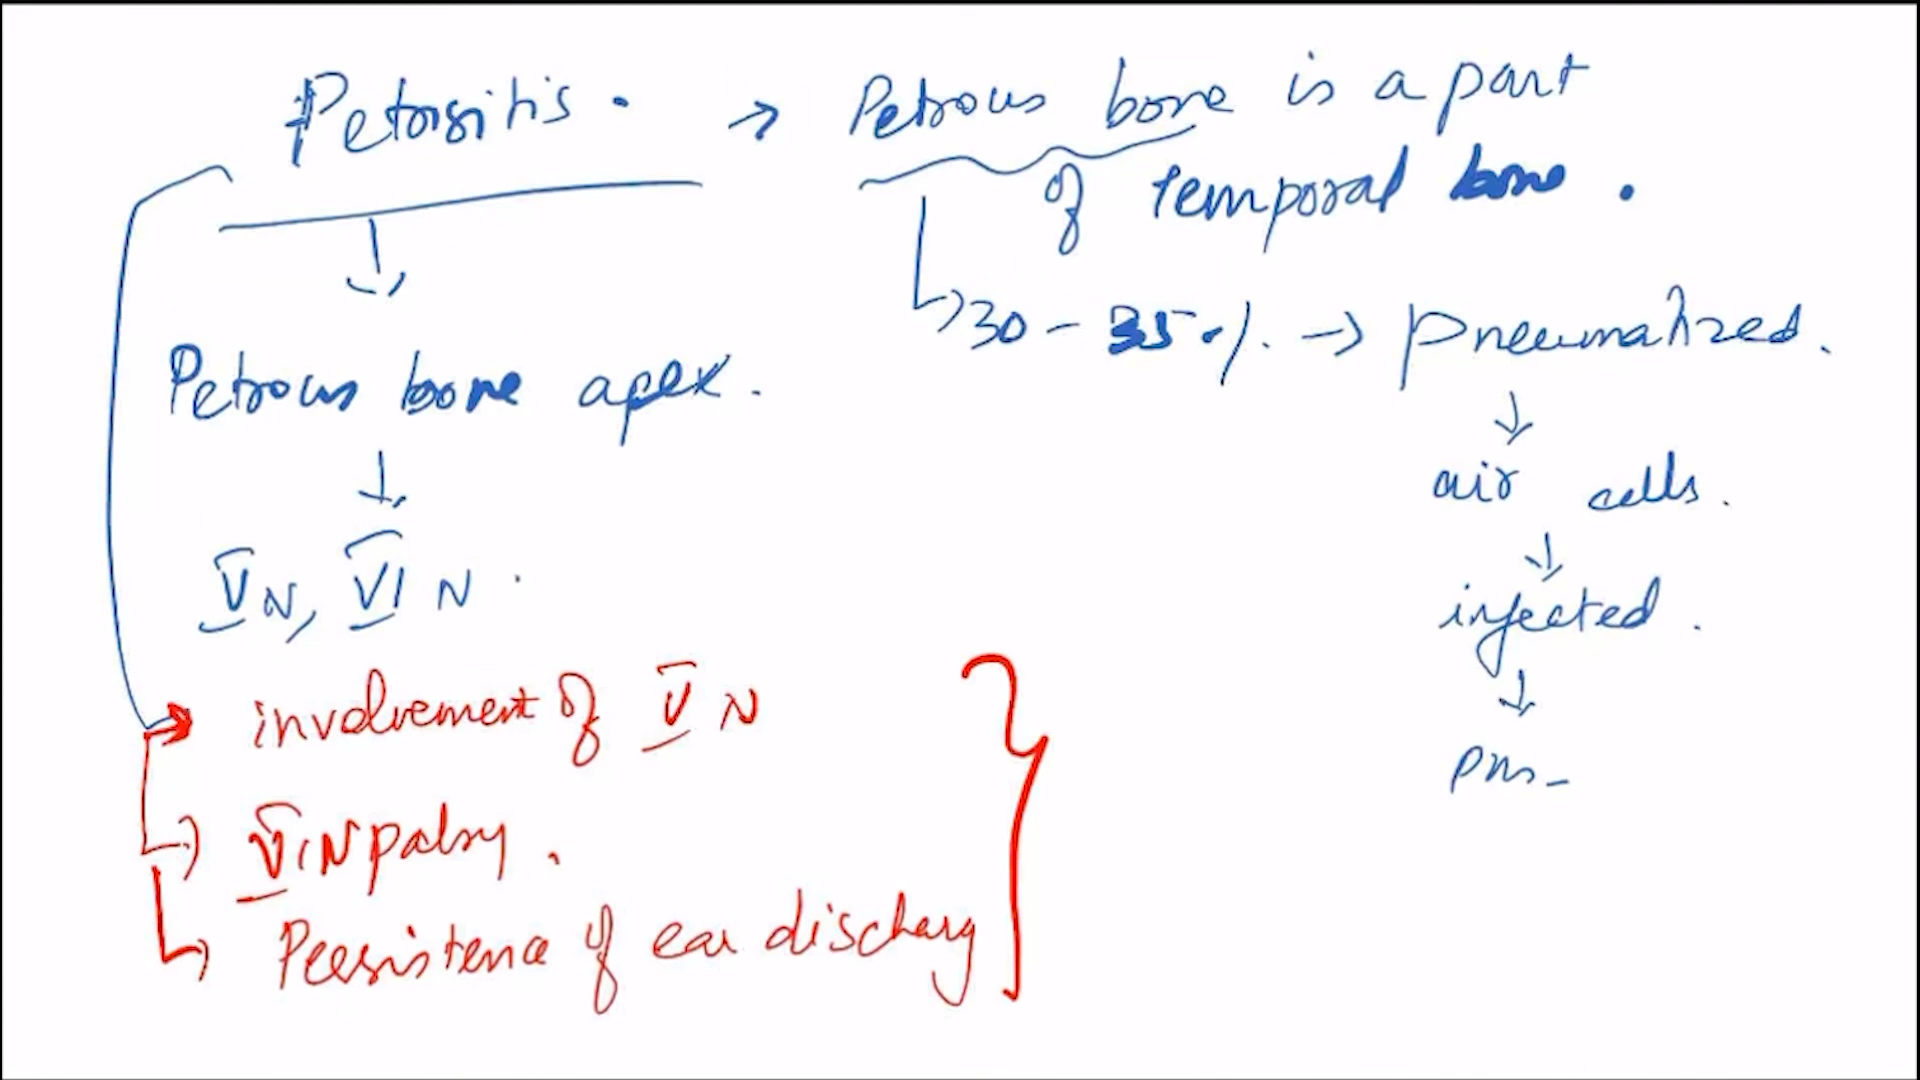 Petrositis . → Petrous bone is a part
of temporal bone .
→ 30 - 35 % . → pneumatized .
↓
Petrous bone apex .
↓
air cells .
↓
V N, VI N .
↓
infected .
↓
pus -
→ involvement of V N
→ VI N palsy .
→ Persistence of ear discharg